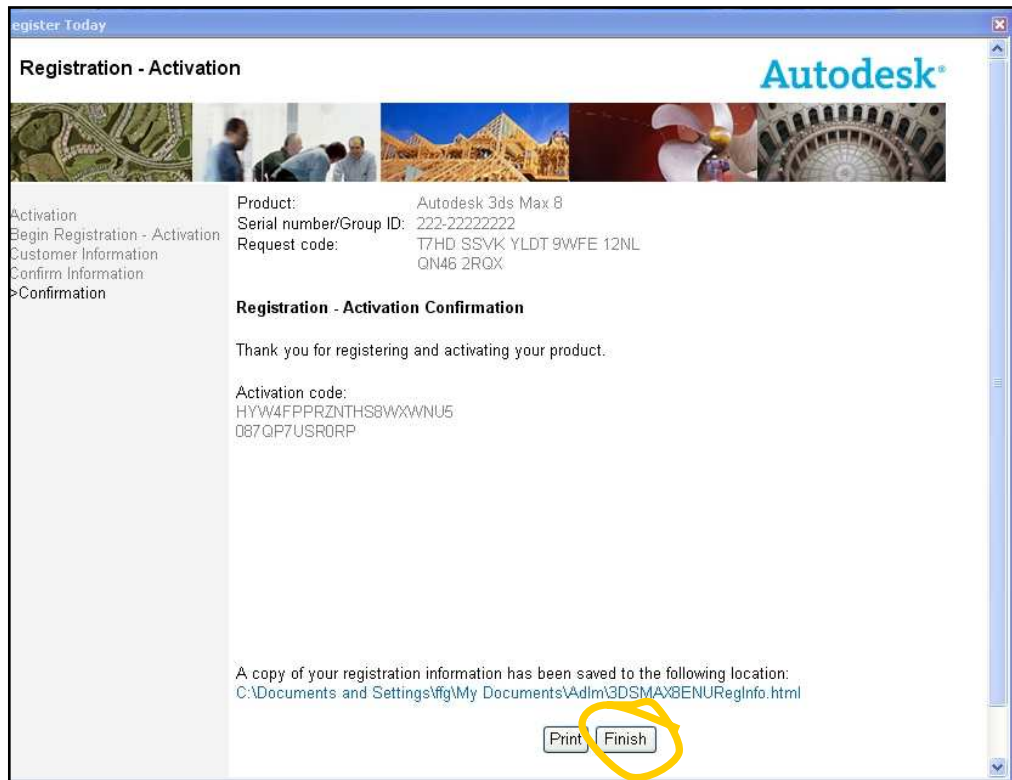 egister Today
Registration - Activation
Autodesk®
Activation
Begin Registration - Activation
Customer Information
Confirm Information
>Confirmation
Product: Autodesk 3ds Max 8
Serial number/Group ID: 222-22222222
Request code: T7HD SSVK YLDT 9WFE 12NL
QN46 2RQX
Registration - Activation Confirmation
Thank you for registering and activating your product.
Activation code:
HYW4FPPRZNTHS8WXWNU5
087QP7USR0RP
A copy of your registration information has been saved to the following location:
C:\Documents and Settings\ffg\My Documents\Adlm\3DSMAX8ENURegInfo.html
Print Finish